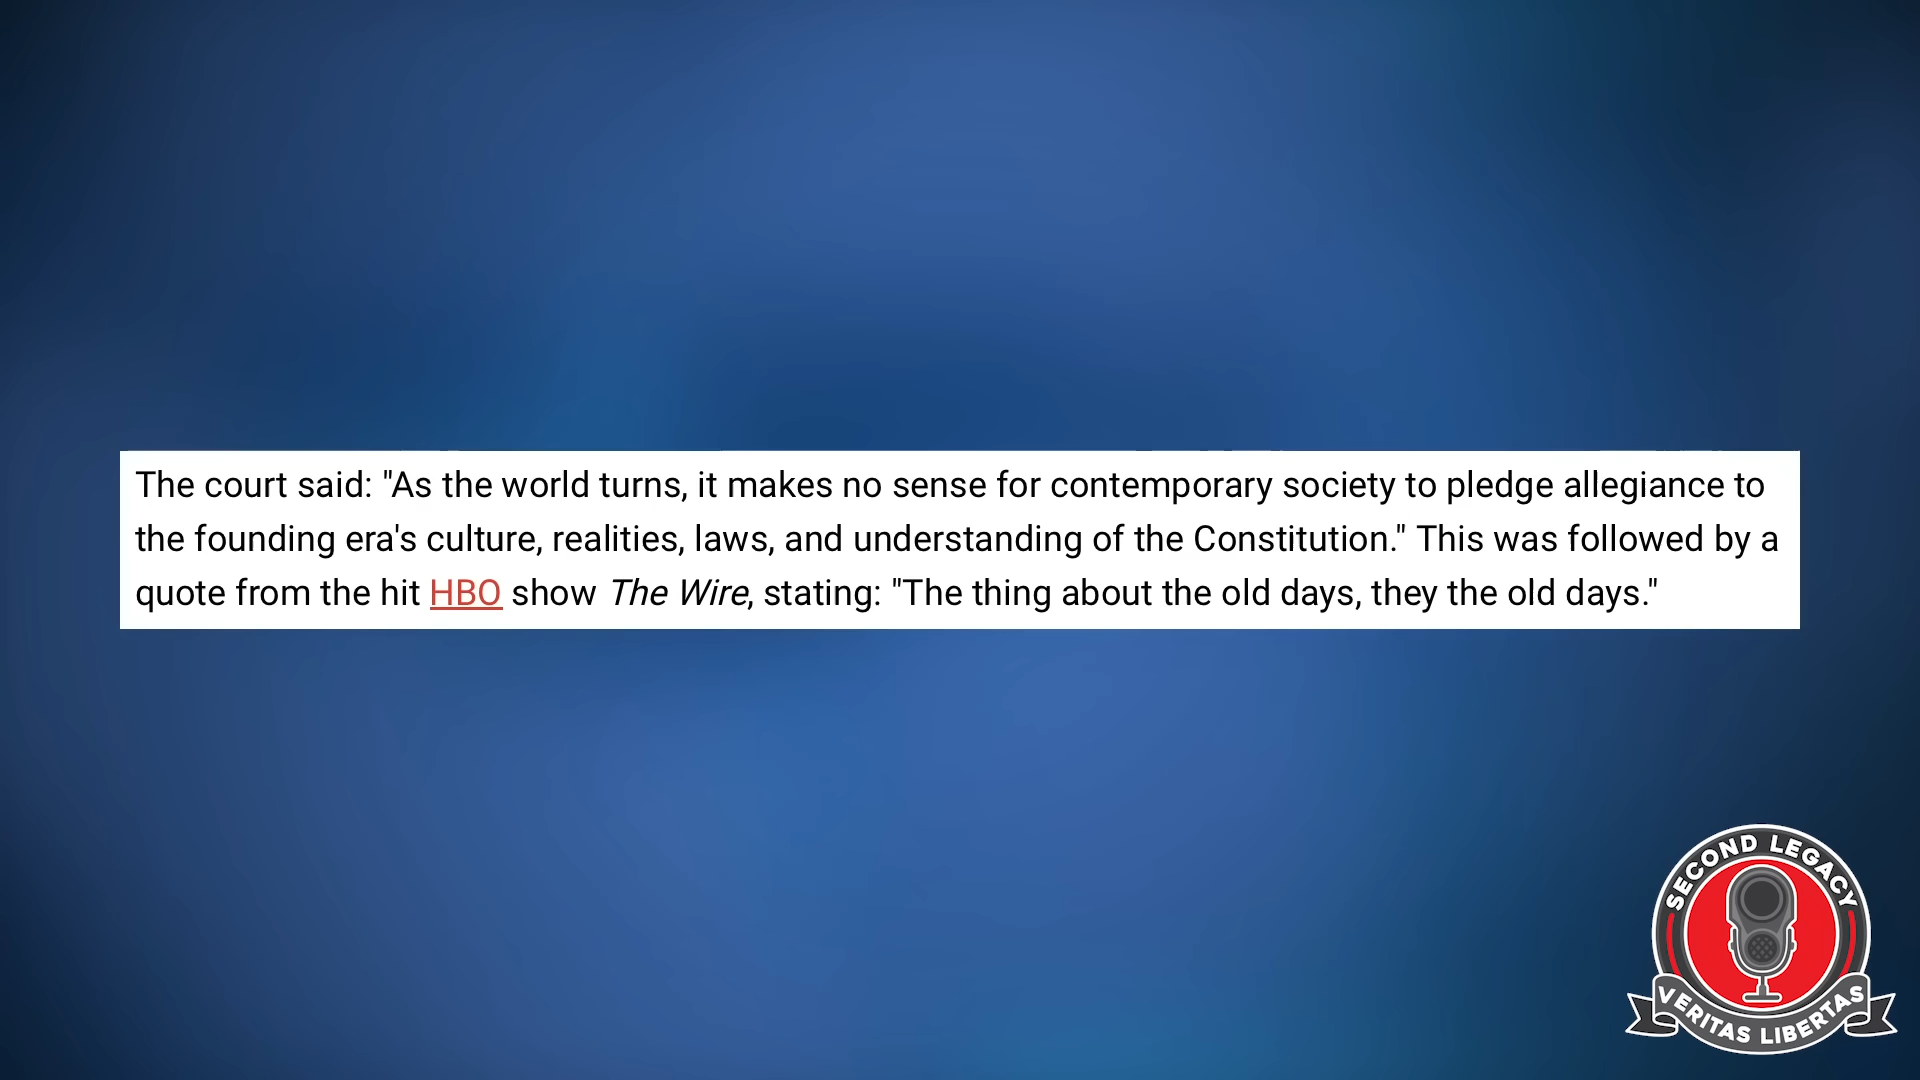 The court said: "As the world turns, it makes no sense for contemporary society to pledge allegiance to
the founding era's culture, realities, laws, and understanding of the Constitution." This was followed by a
quote from the hit HBO show The Wire, stating: "The thing about the old days, they the old days."
SECOND LEGACY
VERITAS LIBERTAS